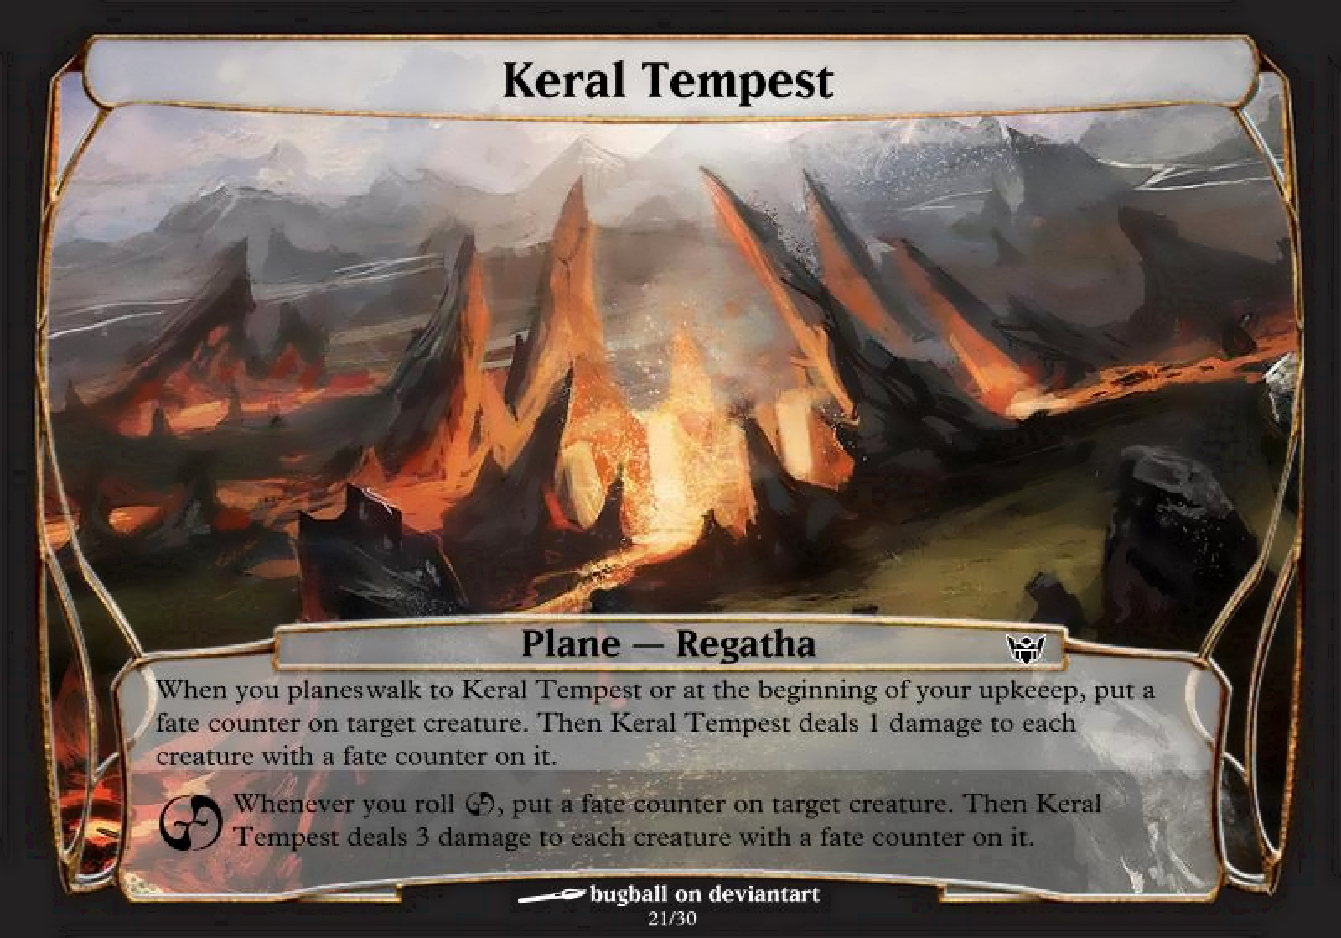 Keral Tempest
Plane — Regatha
When you planeswalk to Keral Tempest or at the beginning of your upkeeep, put a
fate counter on target creature. Then Keral Tempest deals 1 damage to each
creature with a fate counter on it.
Whenever you roll , put a fate counter on target creature. Then Keral
Tempest deals 3 damage to each creature with a fate counter on it.
bugball on deviantart
21/30